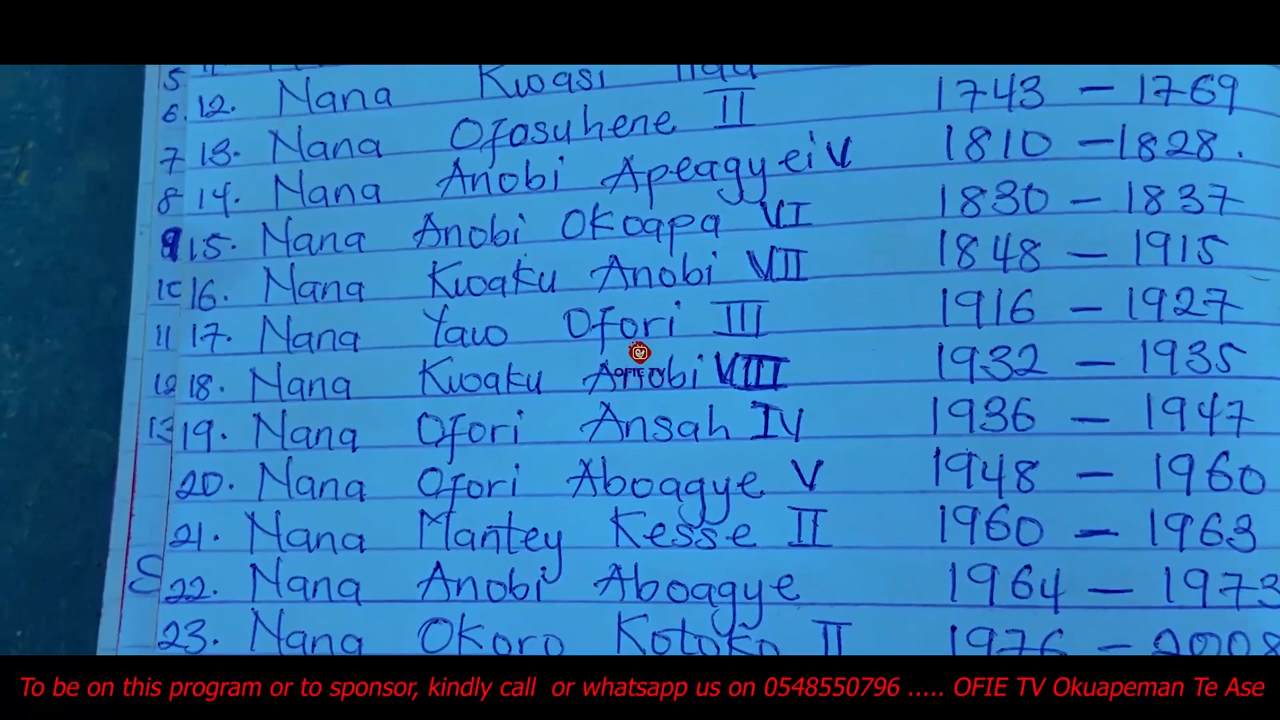 5
6. 12. Nana Kwasi
7 13. Nana Ofosuhene II 1743 - 1769
8 14. Nana Anobi Apeagyei V 1810 - 1828.
9 15. Nana Anobi Okoapa VI 1830 - 1837
10 16. Nana Kwaku Anobi VII 1848 - 1915
11 17. Nana Yaw Ofori III 1916 - 1927
12 18. Nana Kwaku Anobi VIII 1932 - 1935
OFIE TV
13 19. Nana Ofori Ansah IV 1936 - 1947
20. Nana Ofori Aboagye V 1948 - 1960
21. Nana Mantey Kesse II 1960 - 1963
22. Nana Anobi Aboagye 1964 - 1973
23. Nana Okoro Kotoko II 1976 - 2008
To be on this program or to sponsor, kindly call or whatsapp us on 0548550796 ..... OFIE TV Okuapeman Te Ase